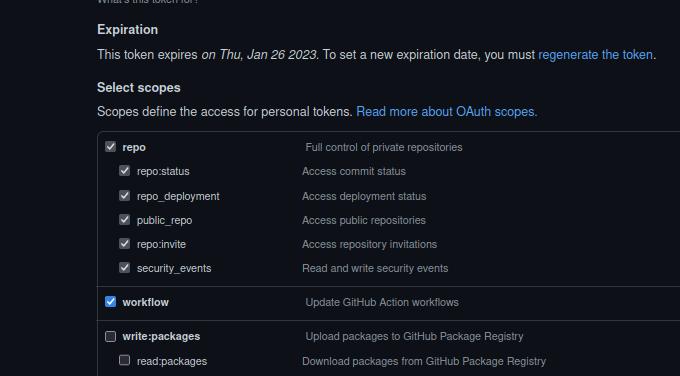 What's this token for?
Expiration
This token expires on Thu, Jan 26 2023. To set a new expiration date, you must regenerate the token.
Select scopes
Scopes define the access for personal tokens. Read more about OAuth scopes.
repo Full control of private repositories
repo:status Access commit status
repo_deployment Access deployment status
public_repo Access public repositories
repo:invite Access repository invitations
security_events Read and write security events
workflow Update GitHub Action workflows
write:packages Upload packages to GitHub Package Registry
read:packages Download packages from GitHub Package Registry